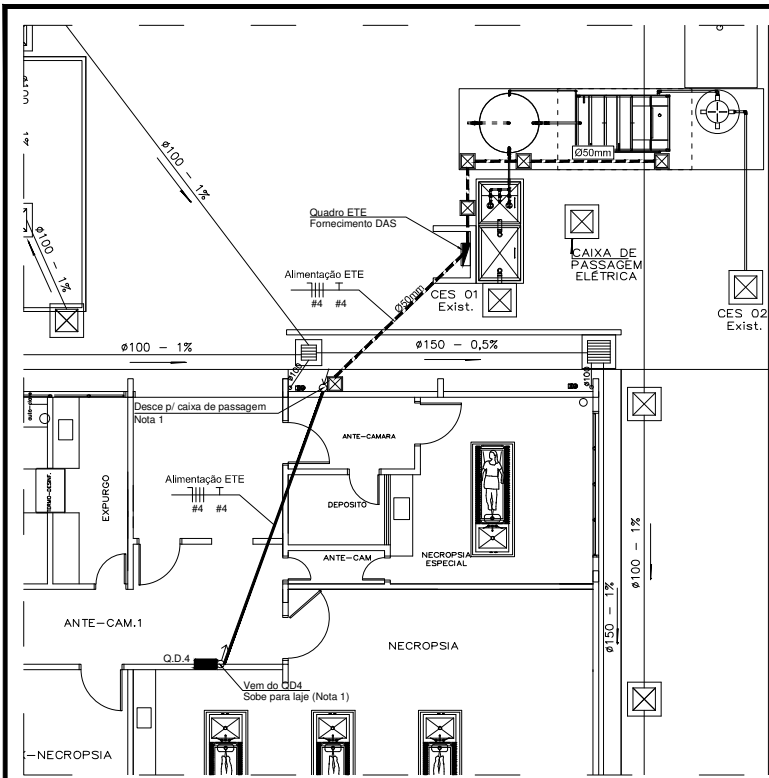 ø100 - 1%
ø100 - 1%
Ø50mm
Quadro ETE
Fornecimento DAS
CAIXA DE
PASSAGEM
ELÉTRICA
Alimentação ETE
#4 #4
Ø50mm
CES 01
Exist.
CES 02
Exist.
ø100 - 1%
ø150 - 0,5%
ø100
ø100
Desce p/ caixa de passagem
Nota 1
ANTE-CAMARA
Alimentação ETE
#4 #4
EXPURGO
DEPOSITO
ANTE-CAM
NECROPSIA
ESPECIAL
ø100 - 1%
ø150 - 1%
ANTE-CAM.1
NECROPSIA
Q.D.4
Vem do QD4
Sobe para laje (Nota 1)
-NECROPSIA